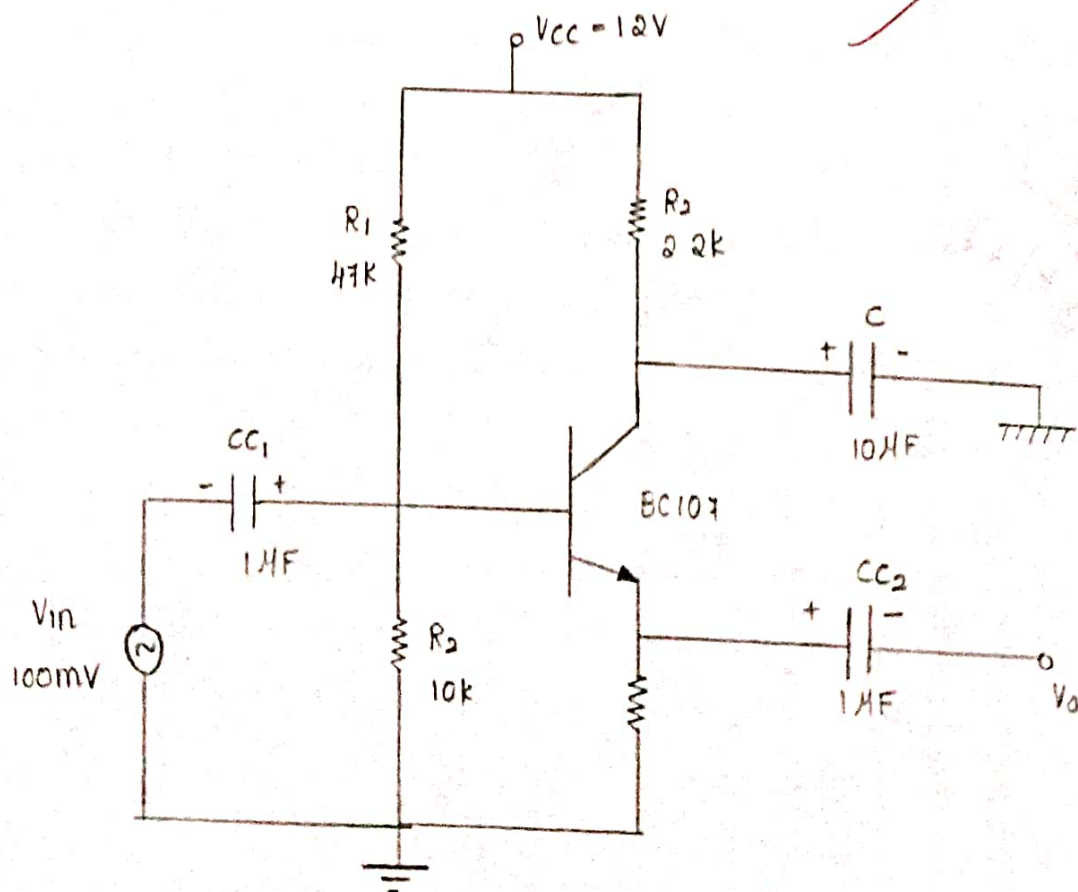 VCC = 12V
R1
47K
R2
2 2K
C
+ -
10µF
CC1
- +
1µF
BC107
Vin
100mV
R2
10K
CC2
+ -
1µF
Vo